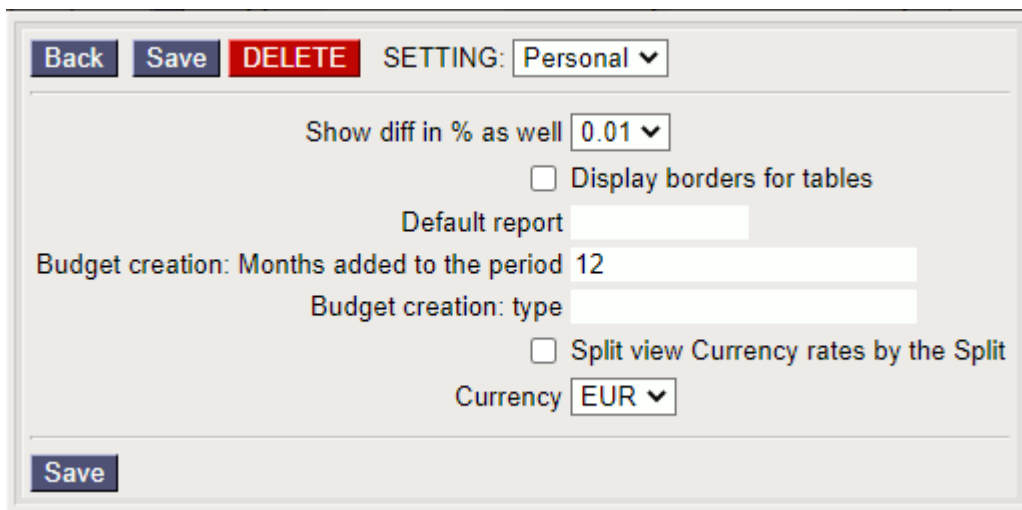 Back Save DELETE SETTING: Personal
Show diff in % as well 0.01
Display borders for tables
Default report
Budget creation: Months added to the period 12
Budget creation: type
Split view Currency rates by the Split
Currency EUR
Save